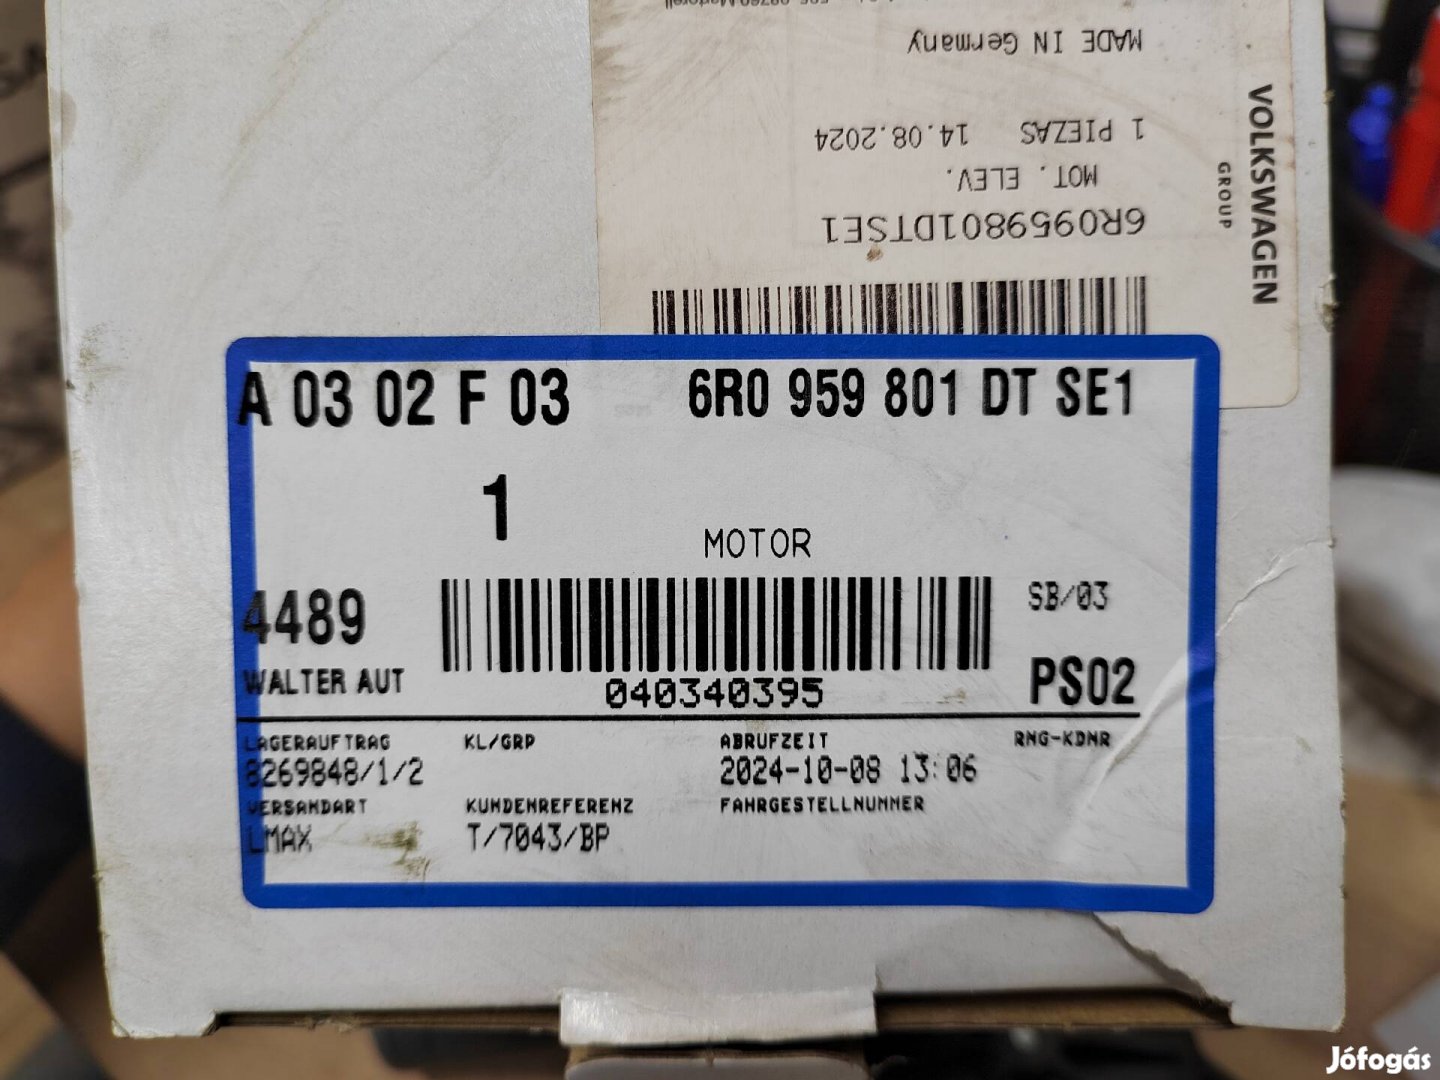 MADE IN Germany
1 PIEZAS 14.08.2024
MOT. ELEV.
6R0959801DTSE1
VOLKSWAGEN
GROUP
A 03 02 F 03 6R0 959 801 DT SE1
1
MOTOR
4489 SB/03
WALTER AUT 040340395 PS02
LAGERAUFTRAG KL/GRP ABRUFZEIT RNG-KDNR
8269848/1/2 2024-10-08 13:06
VERSANDART KUNDENREFERENZ FAHRGESTELLNUMMER
LMAX T/7043/BP
Jófogás